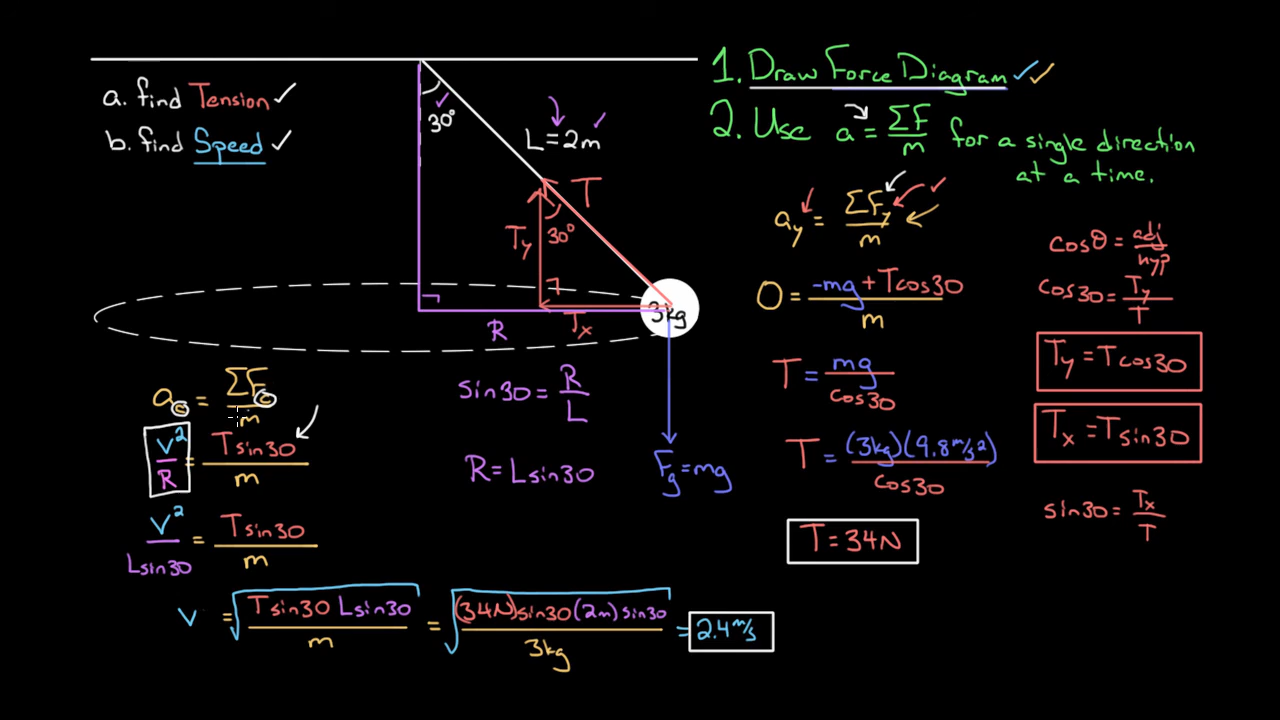 a. find Tension ✓
b. find Speed ✓
30°
L=2m
T
Ty
30°
3kg
R
Tx
Fg=mg
1. Draw Force Diagram ✓✓
2. Use a = ΣF/m for a single direction
at a time.
ay = ΣFy/m
0 = -mg+Tcos30/m
T = mg/cos30
T = (3kg)(9.8m/s²)/cos30
T=34N
cosθ = adj/hyp
cos30 = Ty/T
Ty=Tcos30
Tx=Tsin30
sin30 = Tx/T
ac = ΣFc/m
v²/R = Tsin30/m
v²/Lsin30 = Tsin30/m
sin30 = R/L
R=Lsin30
v = √Tsin30 Lsin30/m = √(34N)sin30(2m)sin30/3kg = 2.4m/s